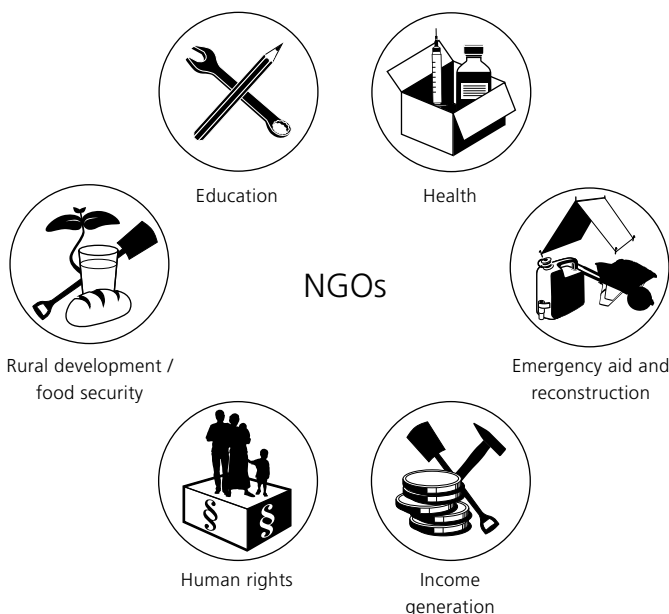 Education
Health
NGOs
Rural development /
food security
Emergency aid and
reconstruction
§ §
Human rights
Income
generation